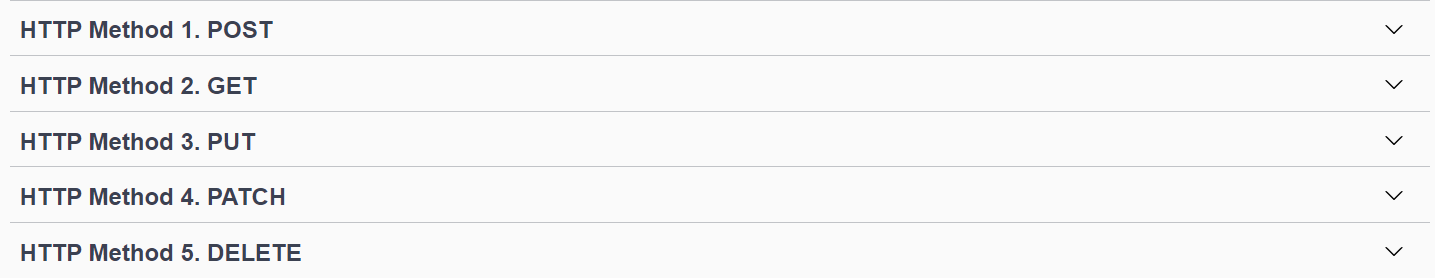 HTTP Method 1. POST
HTTP Method 2. GET
HTTP Method 3. PUT
HTTP Method 4. PATCH
HTTP Method 5. DELETE